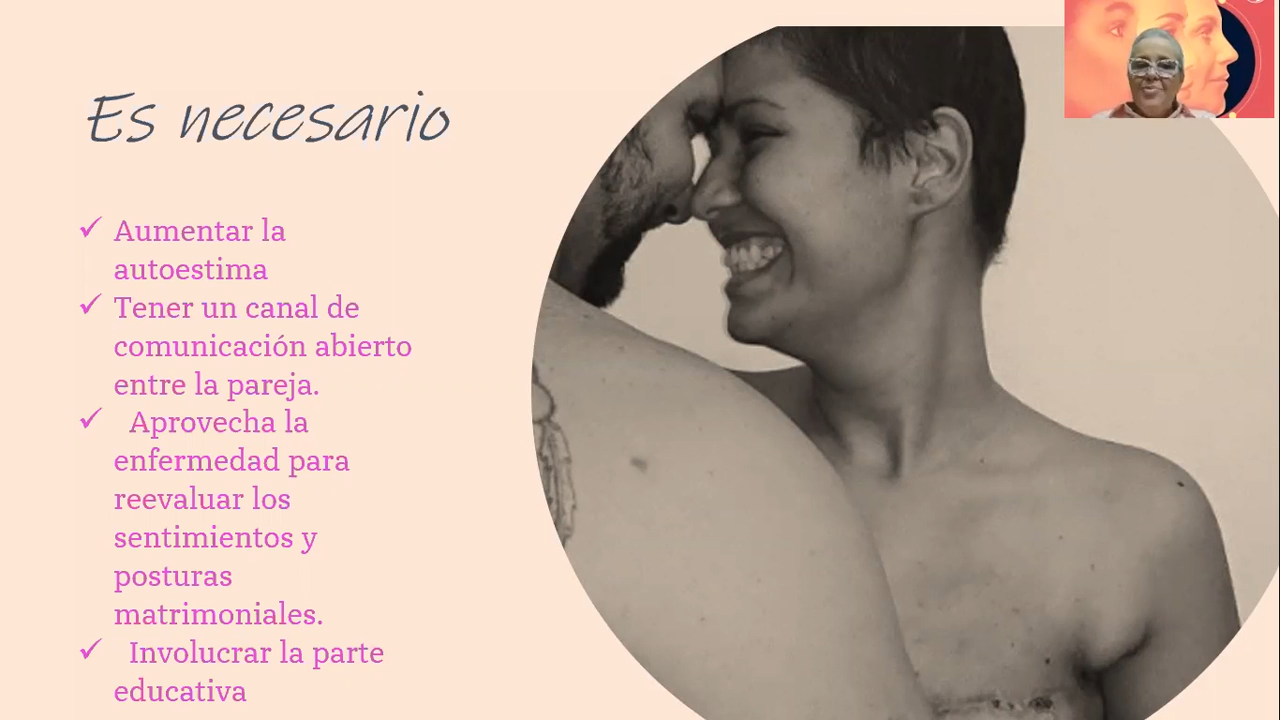 Es necesario
✓ Aumentar la
autoestima
✓ Tener un canal de
comunicación abierto
entre la pareja.
✓ Aprovecha la
enfermedad para
reevaluar los
sentimientos y
posturas
matrimoniales.
✓ Involucrar la parte
educativa